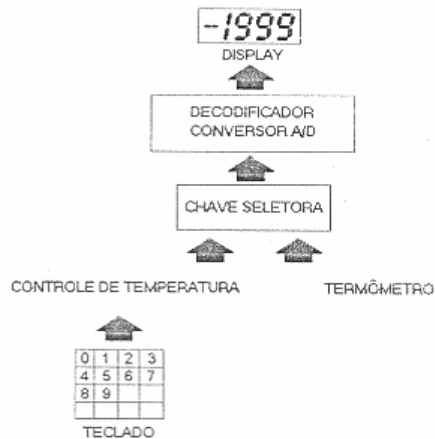 -1999
DISPLAY
DECODIFICADOR
CONVERSOR A/D
CHAVE SELETORA
CONTROLE DE TEMPERATURA
TERMÔMETRO
0 1 2 3
4 5 6 7
8 9
TECLADO